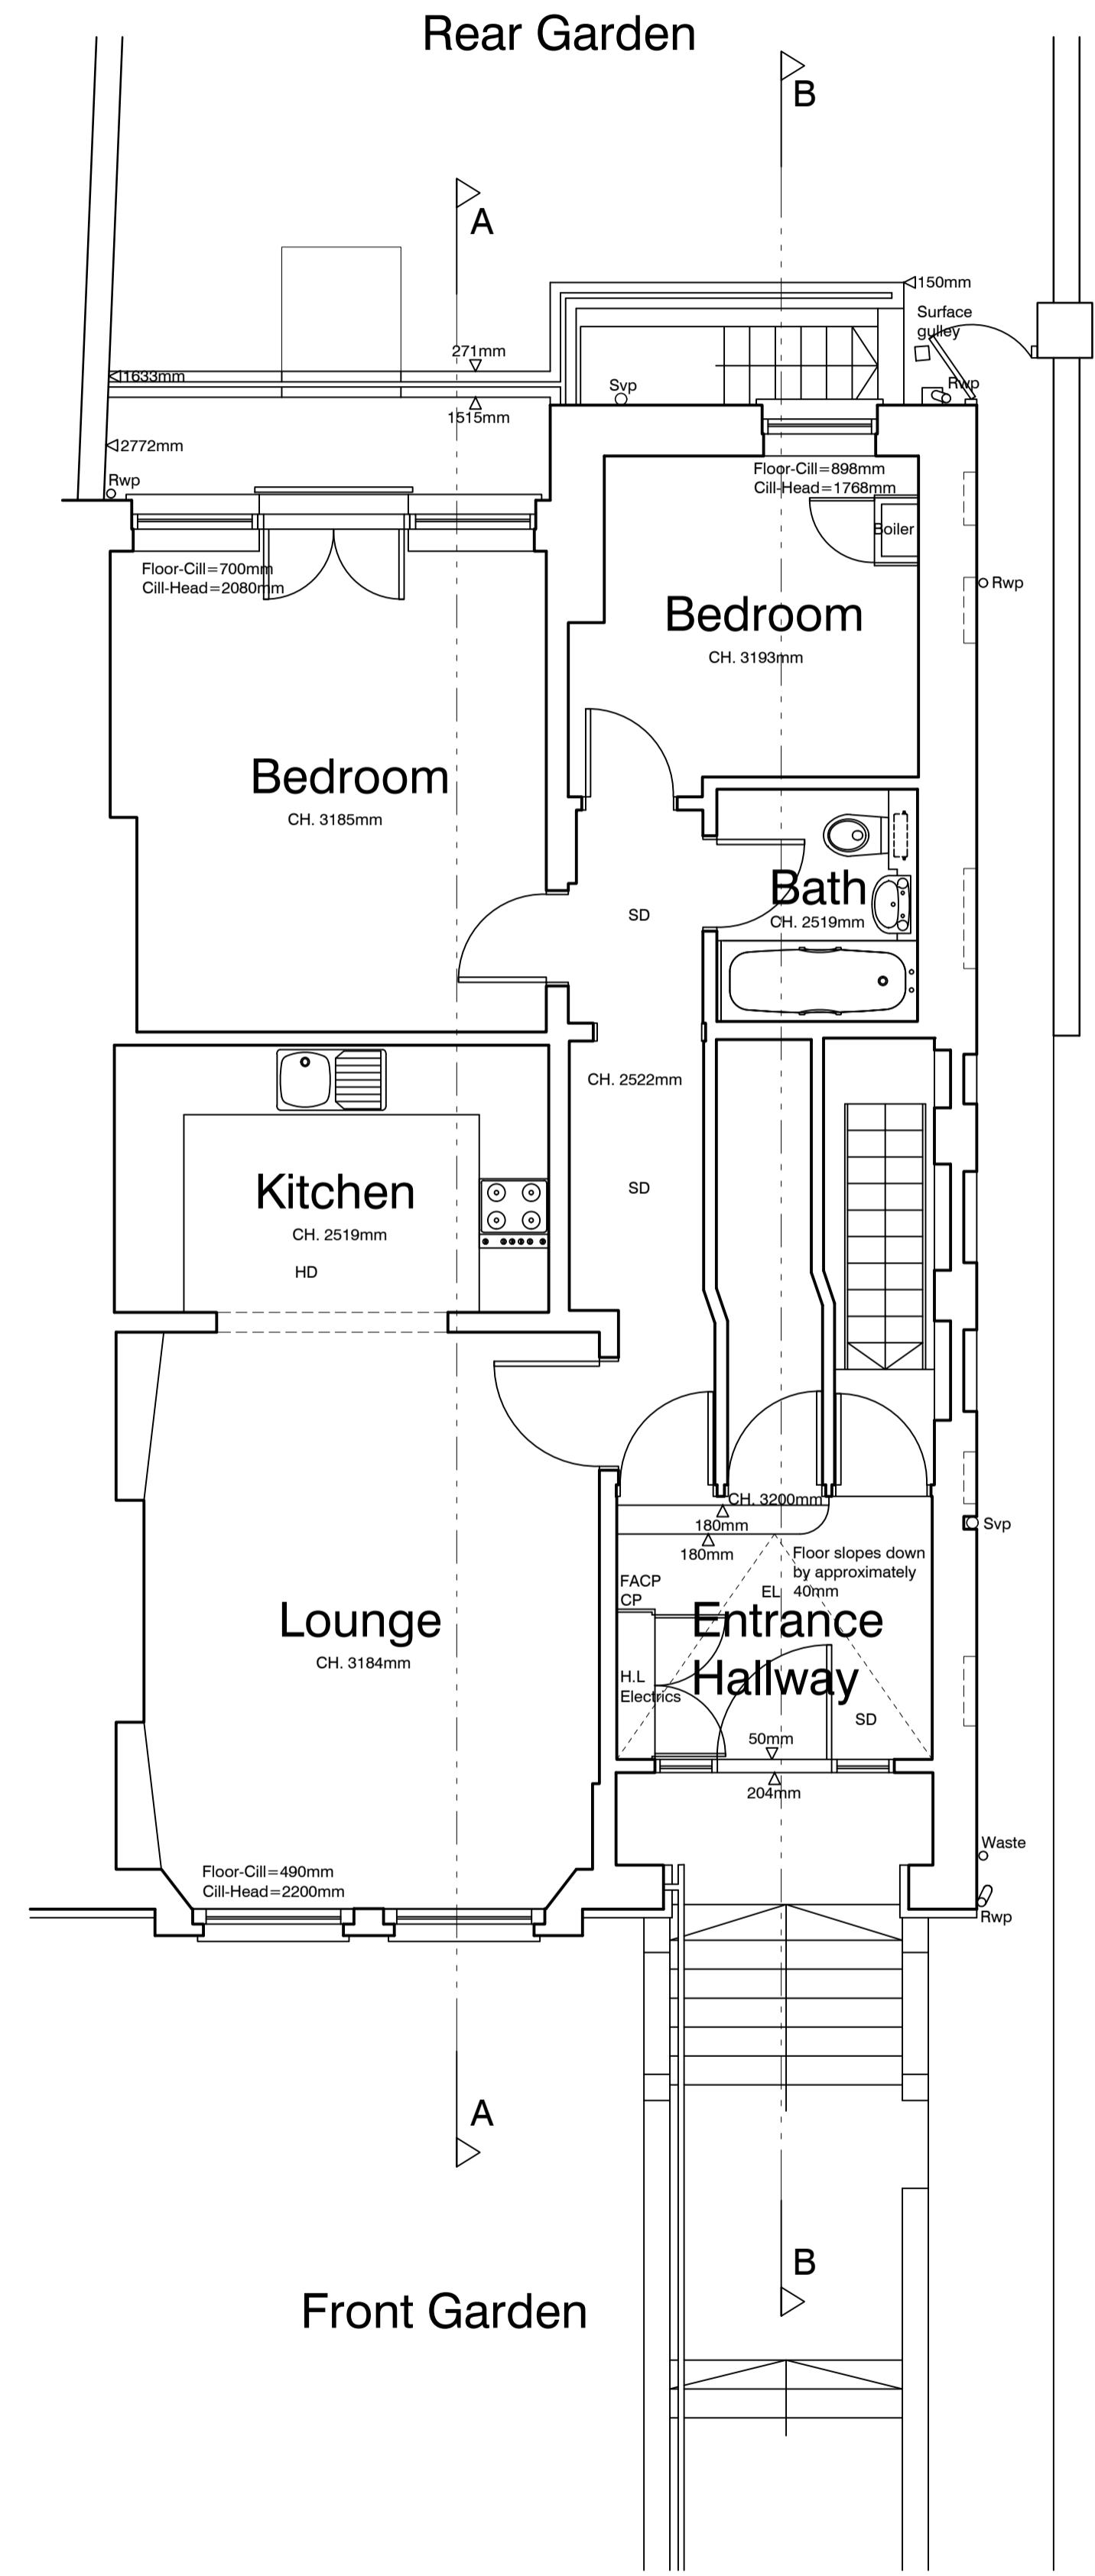 Rear Garden
B
A
150mm
Surface
gulley
271mm
1633mm
Svp
Rwp
1515mm
2772mm
Rwp
Floor-Cill=898mm
Cill-Head=1768mm
Boiler
Floor-Cill=700mm
Cill-Head=2080mm
Rwp
Bedroom
CH. 3193mm
Bedroom
CH. 3185mm
Bath
CH. 2519mm
SD
CH. 2522mm
SD
Kitchen
CH. 2519mm
HD
CH. 3200mm
180mm
180mm
Svp
Floor slopes down
by approximately
40mm
FACP
CP
EL
Entrance
Hallway
Lounge
CH. 3184mm
H.L
Electrics
SD
50mm
204mm
Waste
Floor-Cill=490mm
Cill-Head=2200mm
Rwp
A
B
Front Garden